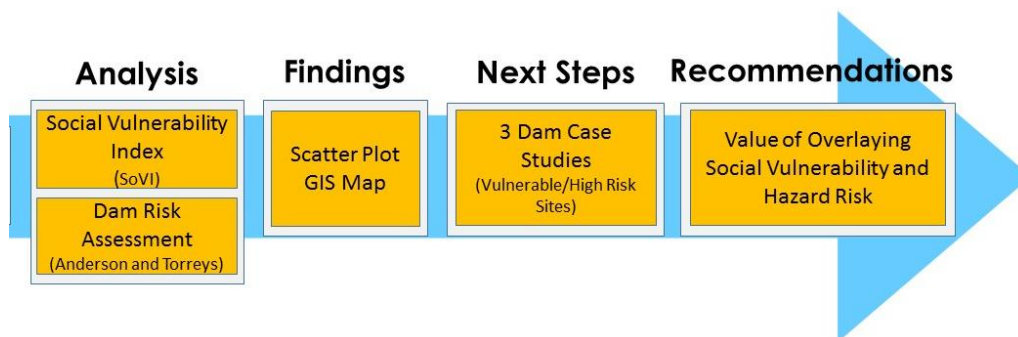 Analysis
Social Vulnerability
Index
(SoVI)
Dam Risk
Assessment
(Anderson and Torreys)
Findings
Scatter Plot
GIS Map
Next Steps
3 Dam Case
Studies
(Vulnerable/High Risk
Sites)
Recommendations
Value of Overlaying
Social Vulnerability and
Hazard Risk